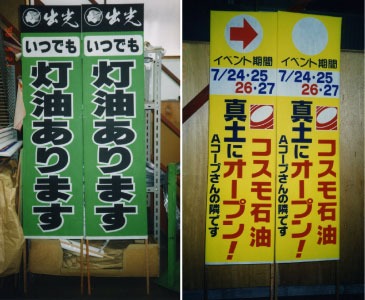 出光
いつでも
灯油あります
出光
いつでも
灯油あります
イベント期間
7/24・25
26・27
コスモ石油
真土にオープン!
Aコープさんの隣です
イベント期間
7/24・25
26・27
コスモ石油
真土にオープン!
Aコープさんの隣です